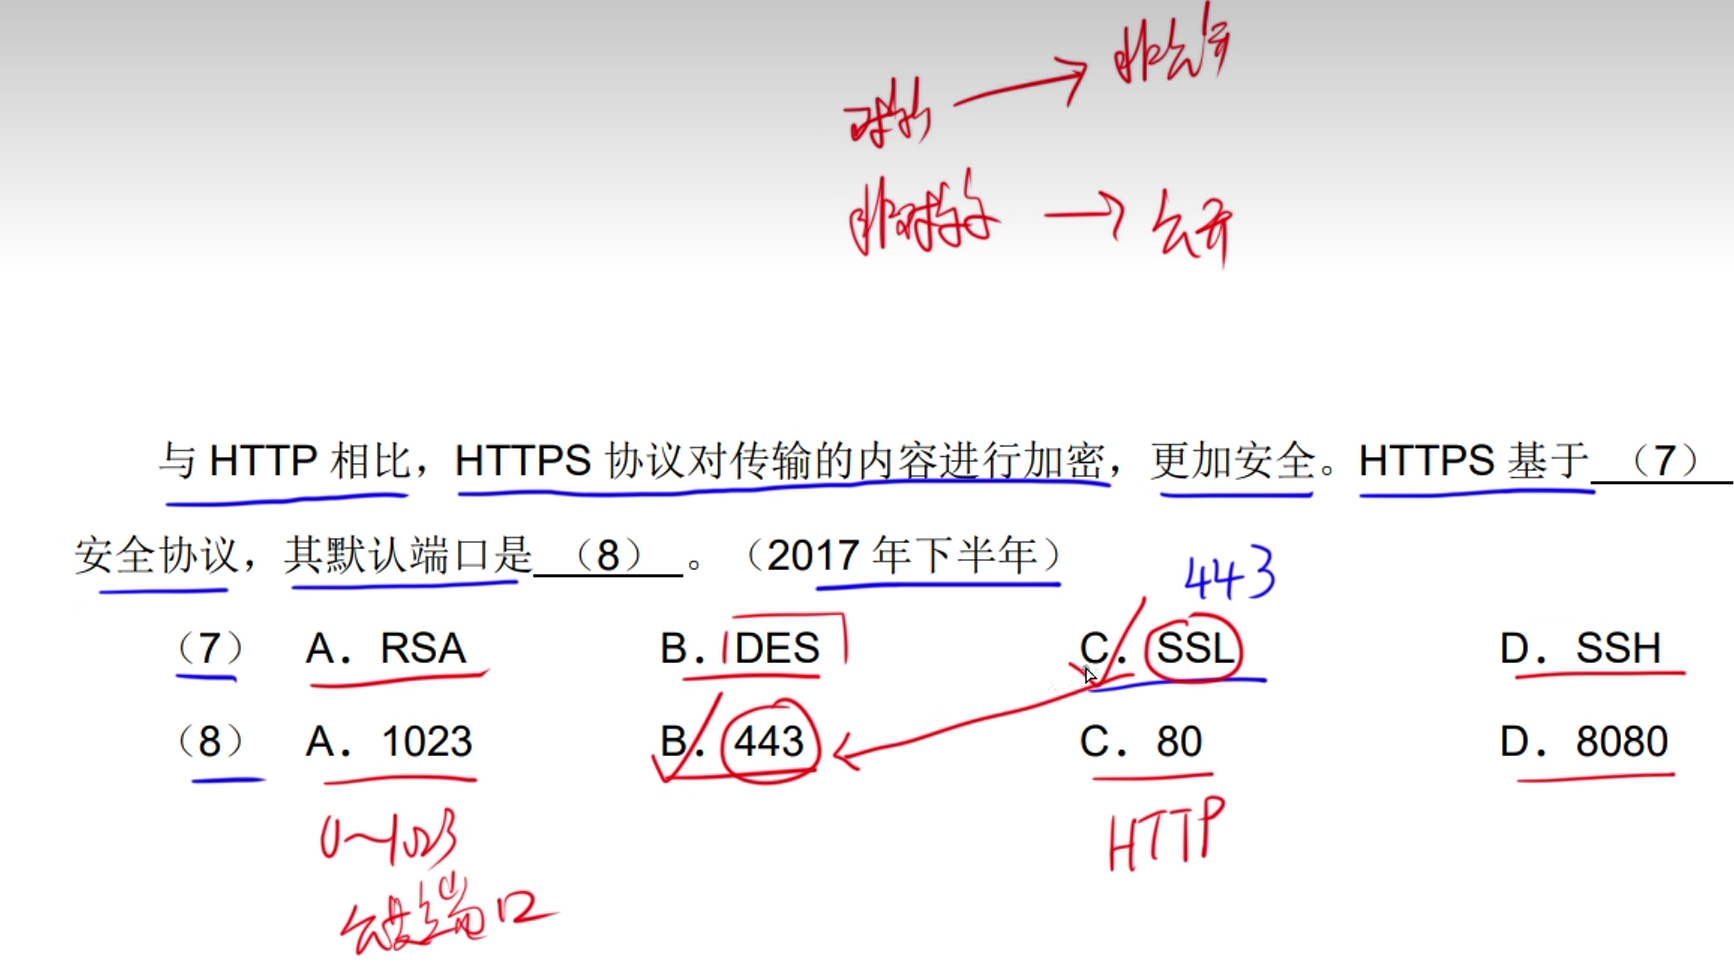 对称 → 非公开
非对称 → 公开
与 HTTP 相比，HTTPS 协议对传输的内容进行加密，更加安全。HTTPS 基于（7）
安全协议，其默认端口是（8）。（2017 年下半年）
443
（7） A．RSA B．DES C．SSL D．SSH
（8） A．1023 B．443 C．80 D．8080
0~1023 HTTP
端口